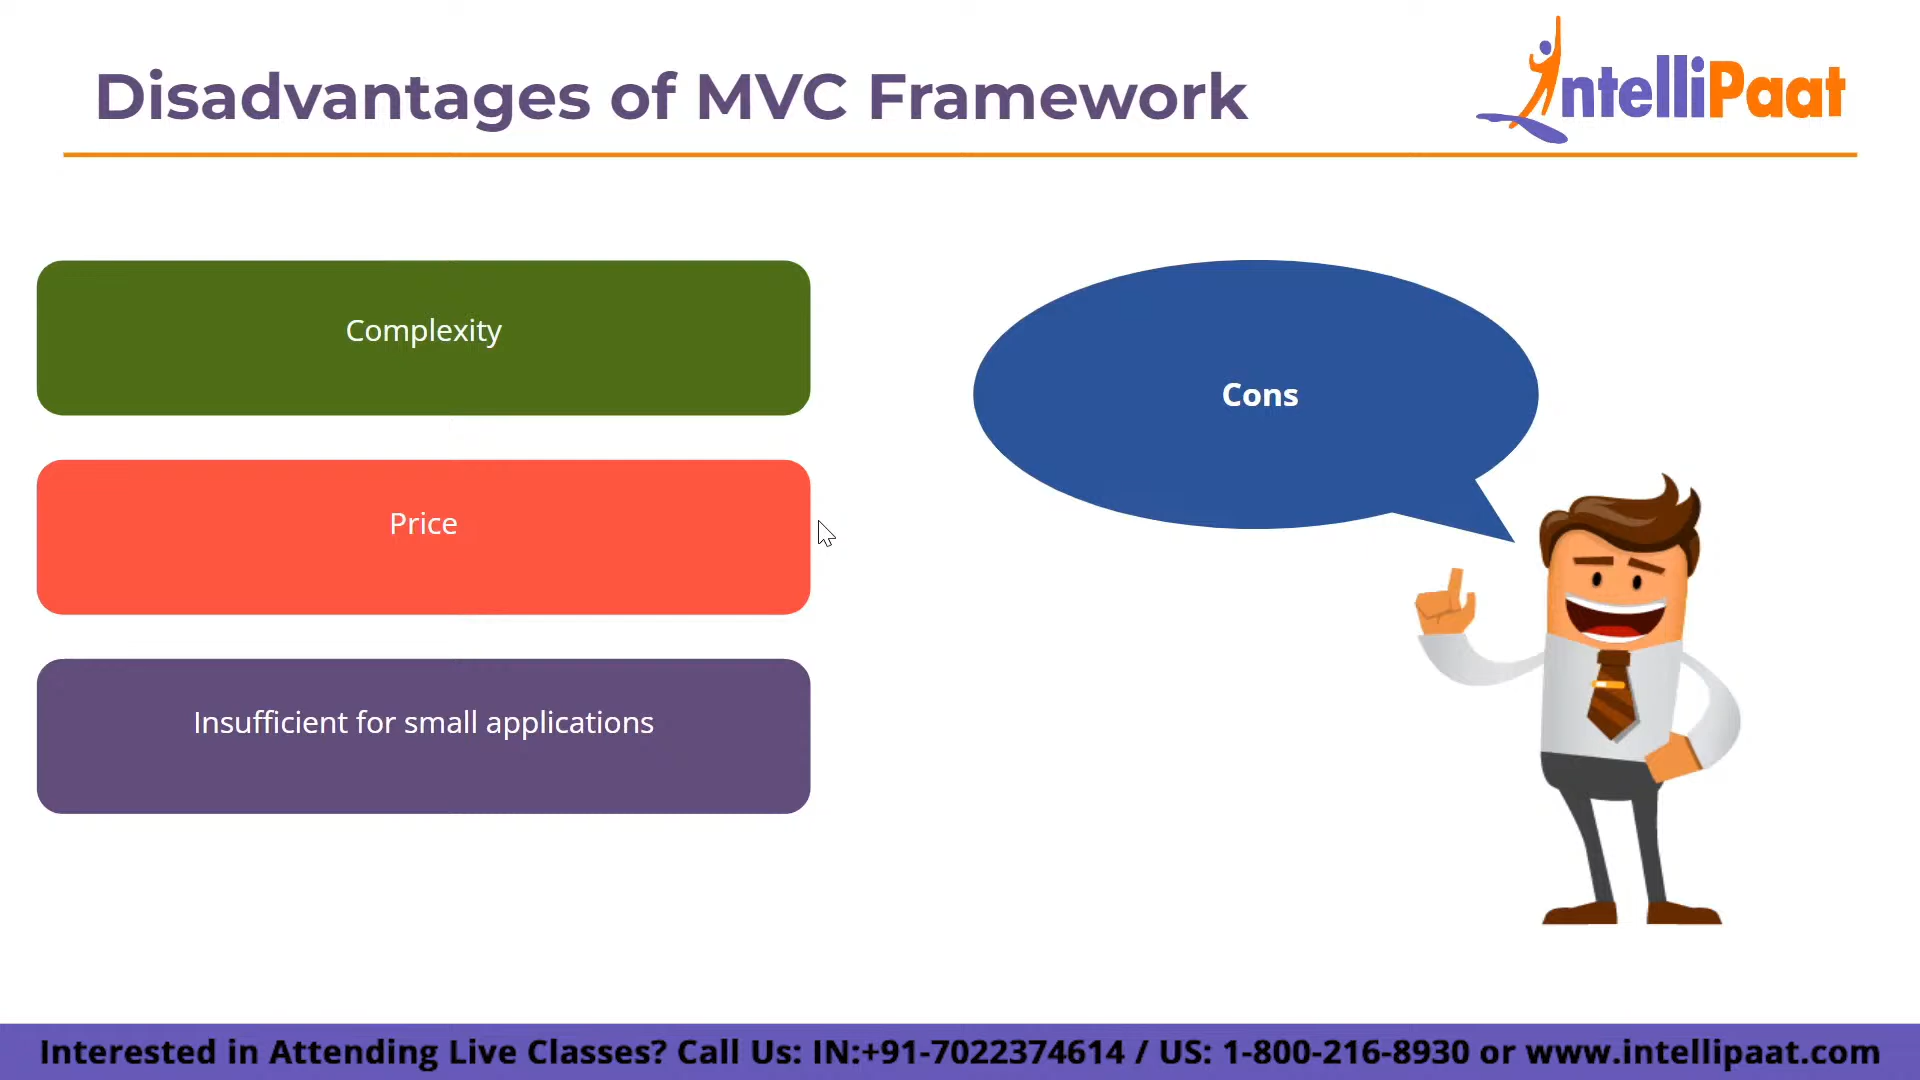 Disadvantages of MVC Framework
IntelliPaat
Complexity
Cons
Price
Insufficient for small applications
Interested in Attending Live Classes? Call Us: IN:+91-7022374614 / US: 1-800-216-8930 or www.intellipaat.com